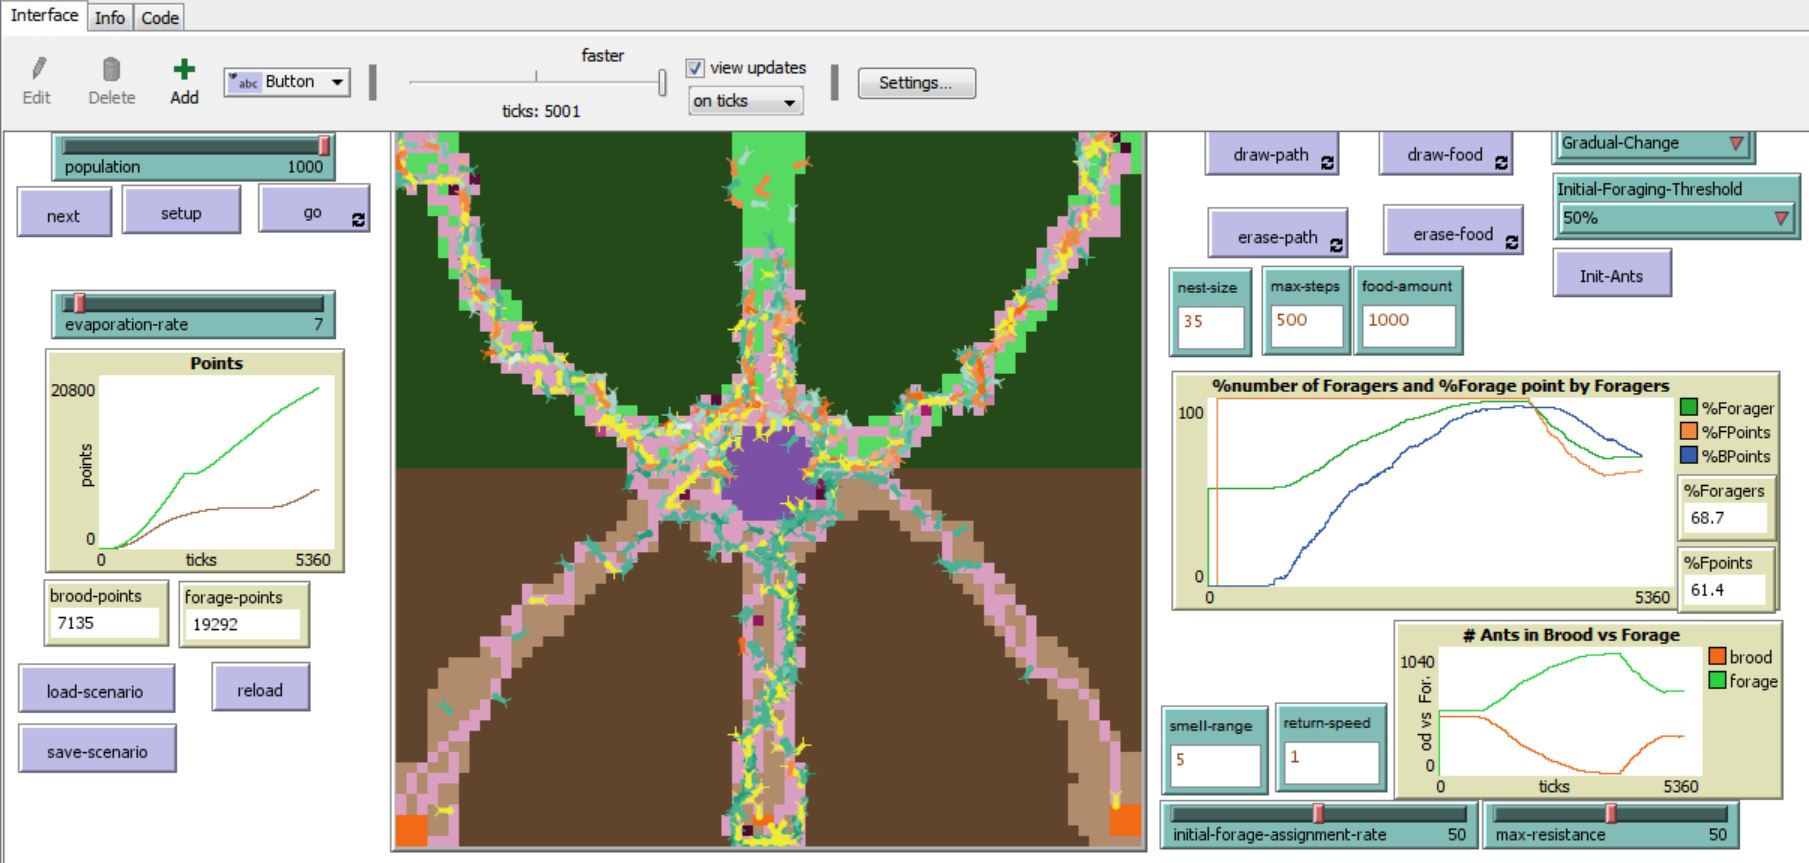 Interface Info Code
Edit Delete Add
abc Button
faster
ticks: 5001
view updates
on ticks
Settings...
population 1000
next setup go
evaporation-rate 7
Points
20800
points
0
0 ticks 5360
brood-points
7135
forage-points
19292
load-scenario reload
save-scenario
draw-path draw-food
erase-path erase-food
Gradual-Change
Initial-Foraging-Threshold
50%
Init-Ants
nest-size
35
max-steps
500
food-amount
1000
%number of Foragers and %Forage point by Foragers
100
0
0 5360
%Forager
%FPoints
%BPoints
%Foragers
68.7
%Fpoints
61.4
# Ants in Brood vs Forage
1040
od vs For.
0
0 ticks 5360
brood
forage
smell-range
5
return-speed
1
initial-forage-assignment-rate 50
max-resistance 50